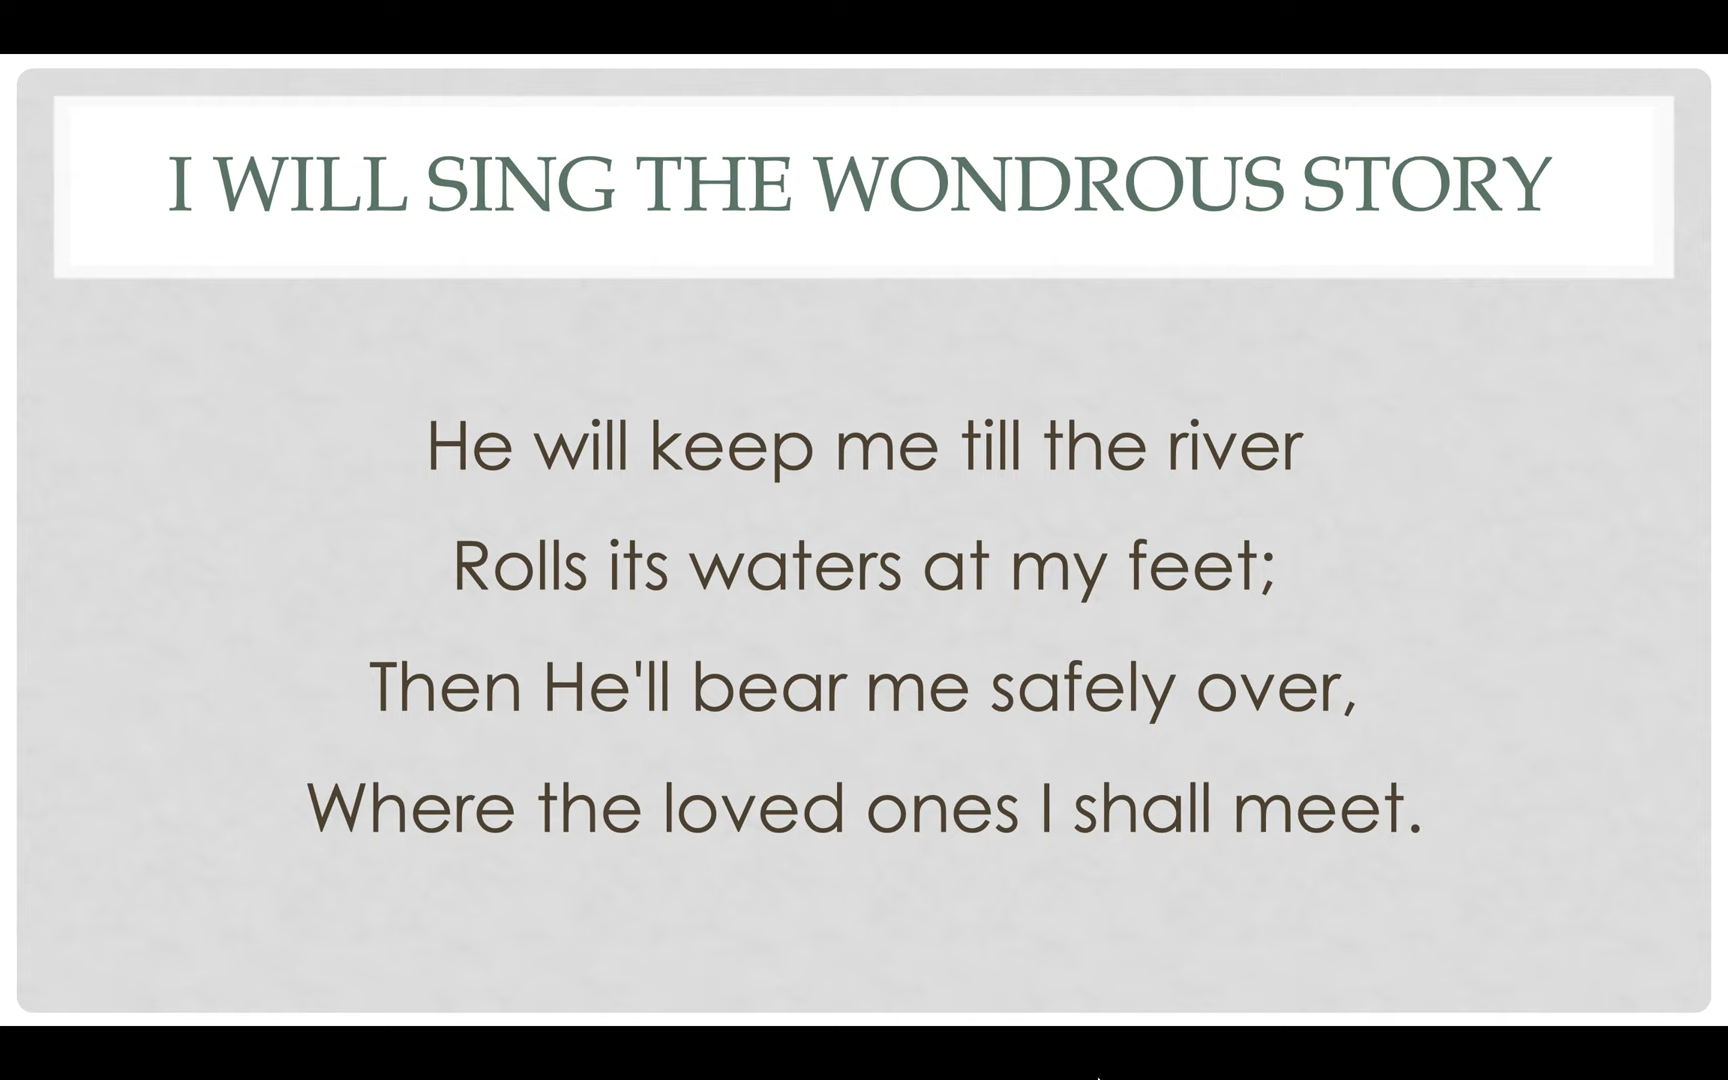 I WILL SING THE WONDROUS STORY
He will keep me till the river
Rolls its waters at my feet;
Then He'll bear me safely over,
Where the loved ones I shall meet.